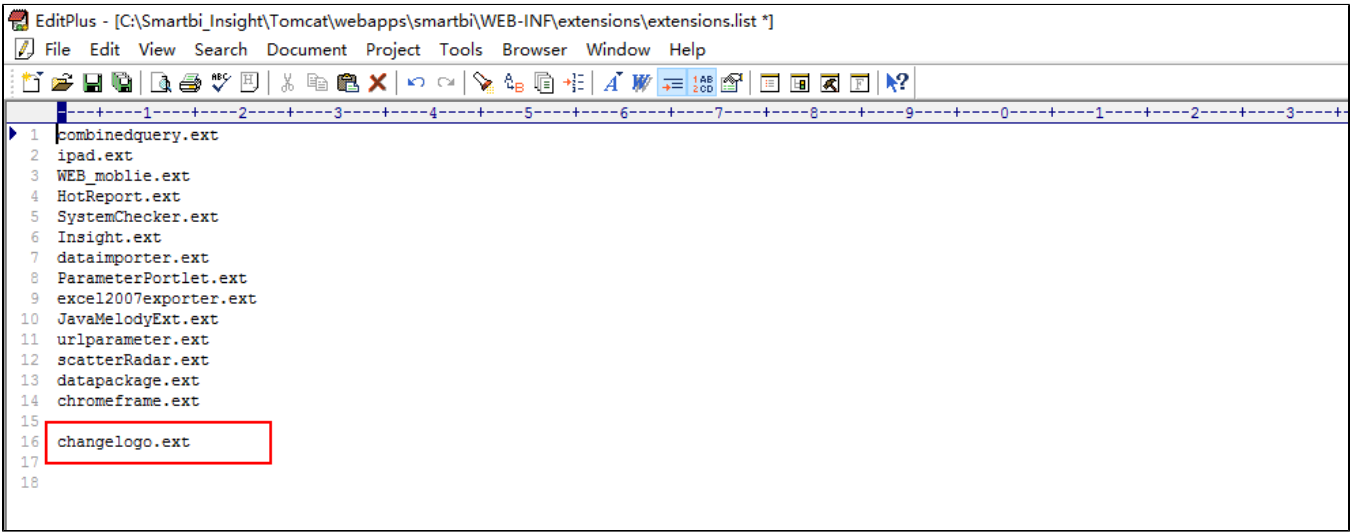 EditPlus - [C:\Smartbi_Insight\Tomcat\webapps\smartbi\WEB-INF\extensions\extensions.list *]
File Edit View Search Document Project Tools Browser Window Help
----+----1----+----2----+----3----+----4----+----5----+----6----+----7----+----8----+----9----+----0----+----1----+----2----+----3----+-
1 combinedquery.ext
2 ipad.ext
3 WEB_moblie.ext
4 HotReport.ext
5 SystemChecker.ext
6 Insight.ext
7 dataimporter.ext
8 ParameterPortlet.ext
9 excel2007exporter.ext
10 JavaMelodyExt.ext
11 urlparameter.ext
12 scatterRadar.ext
13 datapackage.ext
14 chromeframe.ext
15
16 changelogo.ext
17
18